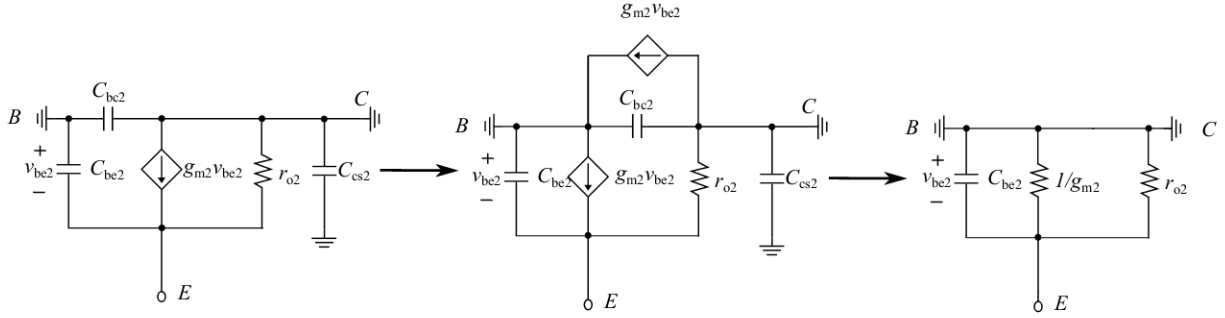 g_m2 v_be2
C_bc2
C
B
+
v_be2
−
C_be2
g_m2 v_be2
r_o2
C_cs2
E
C_bc2
C
B
+
v_be2
−
C_be2
g_m2 v_be2
r_o2
C_cs2
E
B
C
+
v_be2
−
C_be2
1/g_m2
r_o2
E